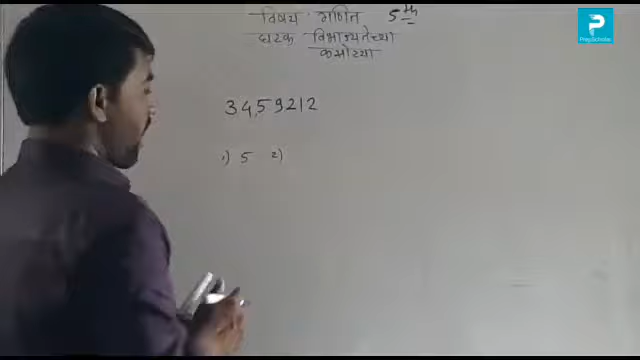 विषय गणित 5th
घटक विभाज्यतेच्या
कसोट्या
3459212
1) 5 2)
P
PrepScholar